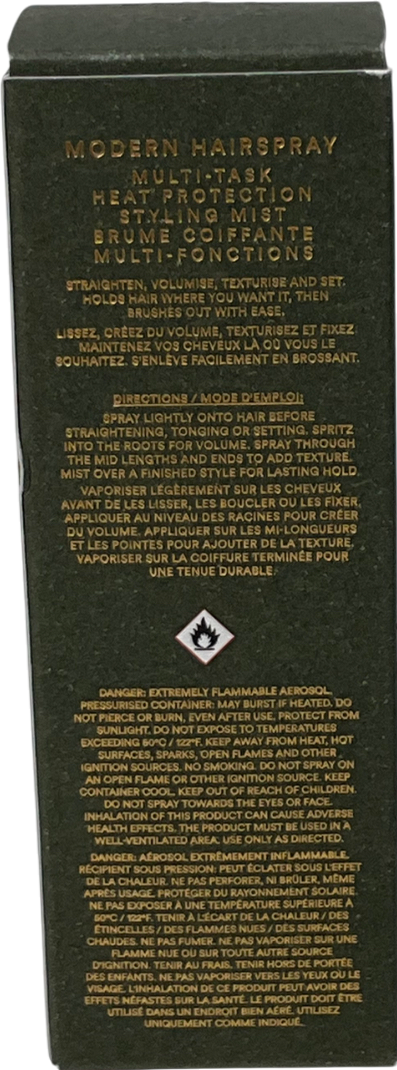 MODERN HAIRSPRAY
MULTI-TASK
HEAT PROTECTION
STYLING MIST
BRUME COIFFANTE
MULTI-FONCTIONS
STRAIGHTEN, VOLUMISE, TEXTURISE AND SET.
HOLDS HAIR WHERE YOU WANT IT, THEN
BRUSHES OUT WITH EASE.
LISSEZ, CRÉEZ DU VOLUME, TEXTURISEZ ET FIXEZ.
MAINTENEZ VOS CHEVEUX LÀ OÙ VOUS LE
SOUHAITEZ. S'ENLÈVE FACILEMENT EN BROSSANT.
DIRECTIONS / MODE D'EMPLOI:
SPRAY LIGHTLY ONTO HAIR BEFORE
STRAIGHTENING, TONGING OR SETTING. SPRITZ
INTO THE ROOTS FOR VOLUME. SPRAY THROUGH
THE MID LENGTHS AND ENDS TO ADD TEXTURE.
MIST OVER A FINISHED STYLE FOR LASTING HOLD.
VAPORISER LÉGÈREMENT SUR LES CHEVEUX
AVANT DE LES LISSER, LES BOUCLER OU LES FIXER.
APPLIQUER AU NIVEAU DES RACINES POUR CRÉER
DU VOLUME. APPLIQUER SUR LES MI-LONGUEURS
ET LES POINTES POUR AJOUTER DE LA TEXTURE.
VAPORISER SUR LA COIFFURE TERMINÉE POUR
UNE TENUE DURABLE.
DANGER: EXTREMELY FLAMMABLE AEROSOL.
PRESSURISED CONTAINER: MAY BURST IF HEATED. DO
NOT PIERCE OR BURN, EVEN AFTER USE. PROTECT FROM
SUNLIGHT. DO NOT EXPOSE TO TEMPERATURES
EXCEEDING 50°C / 122°F. KEEP AWAY FROM HEAT, HOT
SURFACES, SPARKS, OPEN FLAMES AND OTHER
IGNITION SOURCES. NO SMOKING. DO NOT SPRAY ON
AN OPEN FLAME OR OTHER IGNITION SOURCE. KEEP
CONTAINER COOL. KEEP OUT OF REACH OF CHILDREN.
DO NOT SPRAY TOWARDS THE EYES OR FACE.
INHALATION OF THIS PRODUCT CAN CAUSE ADVERSE
HEALTH EFFECTS. THE PRODUCT MUST BE USED IN A
WELL-VENTILATED AREA. USE ONLY AS DIRECTED.
DANGER: AÉROSOL EXTRÊMEMENT INFLAMMABLE.
RÉCIPIENT SOUS PRESSION: PEUT ÉCLATER SOUS L'EFFET
DE LA CHALEUR. NE PAS PERFORER, NI BRÛLER, MÊME
APRÈS USAGE. PROTÉGER DU RAYONNEMENT SOLAIRE.
NE PAS EXPOSER À UNE TEMPÉRATURE SUPÉRIEURE À
50°C / 122°F. TENIR À L'ÉCART DE LA CHALEUR / DES
ÉTINCELLES / DES FLAMMES NUES / DES SURFACES
CHAUDES. NE PAS FUMER. NE PAS VAPORISER SUR UNE
FLAMME NUE OU SUR TOUTE AUTRE SOURCE
D'IGNITION. TENIR AU FRAIS. TENIR HORS DE PORTÉE
DES ENFANTS. NE PAS VAPORISER VERS LES YEUX OU LE
VISAGE. L'INHALATION DE CE PRODUIT PEUT AVOIR DES
EFFETS NÉFASTES SUR LA SANTÉ. LE PRODUIT DOIT ÊTRE
UTILISÉ DANS UN ENDROIT BIEN AÉRÉ. UTILISEZ
UNIQUEMENT COMME INDIQUÉ.